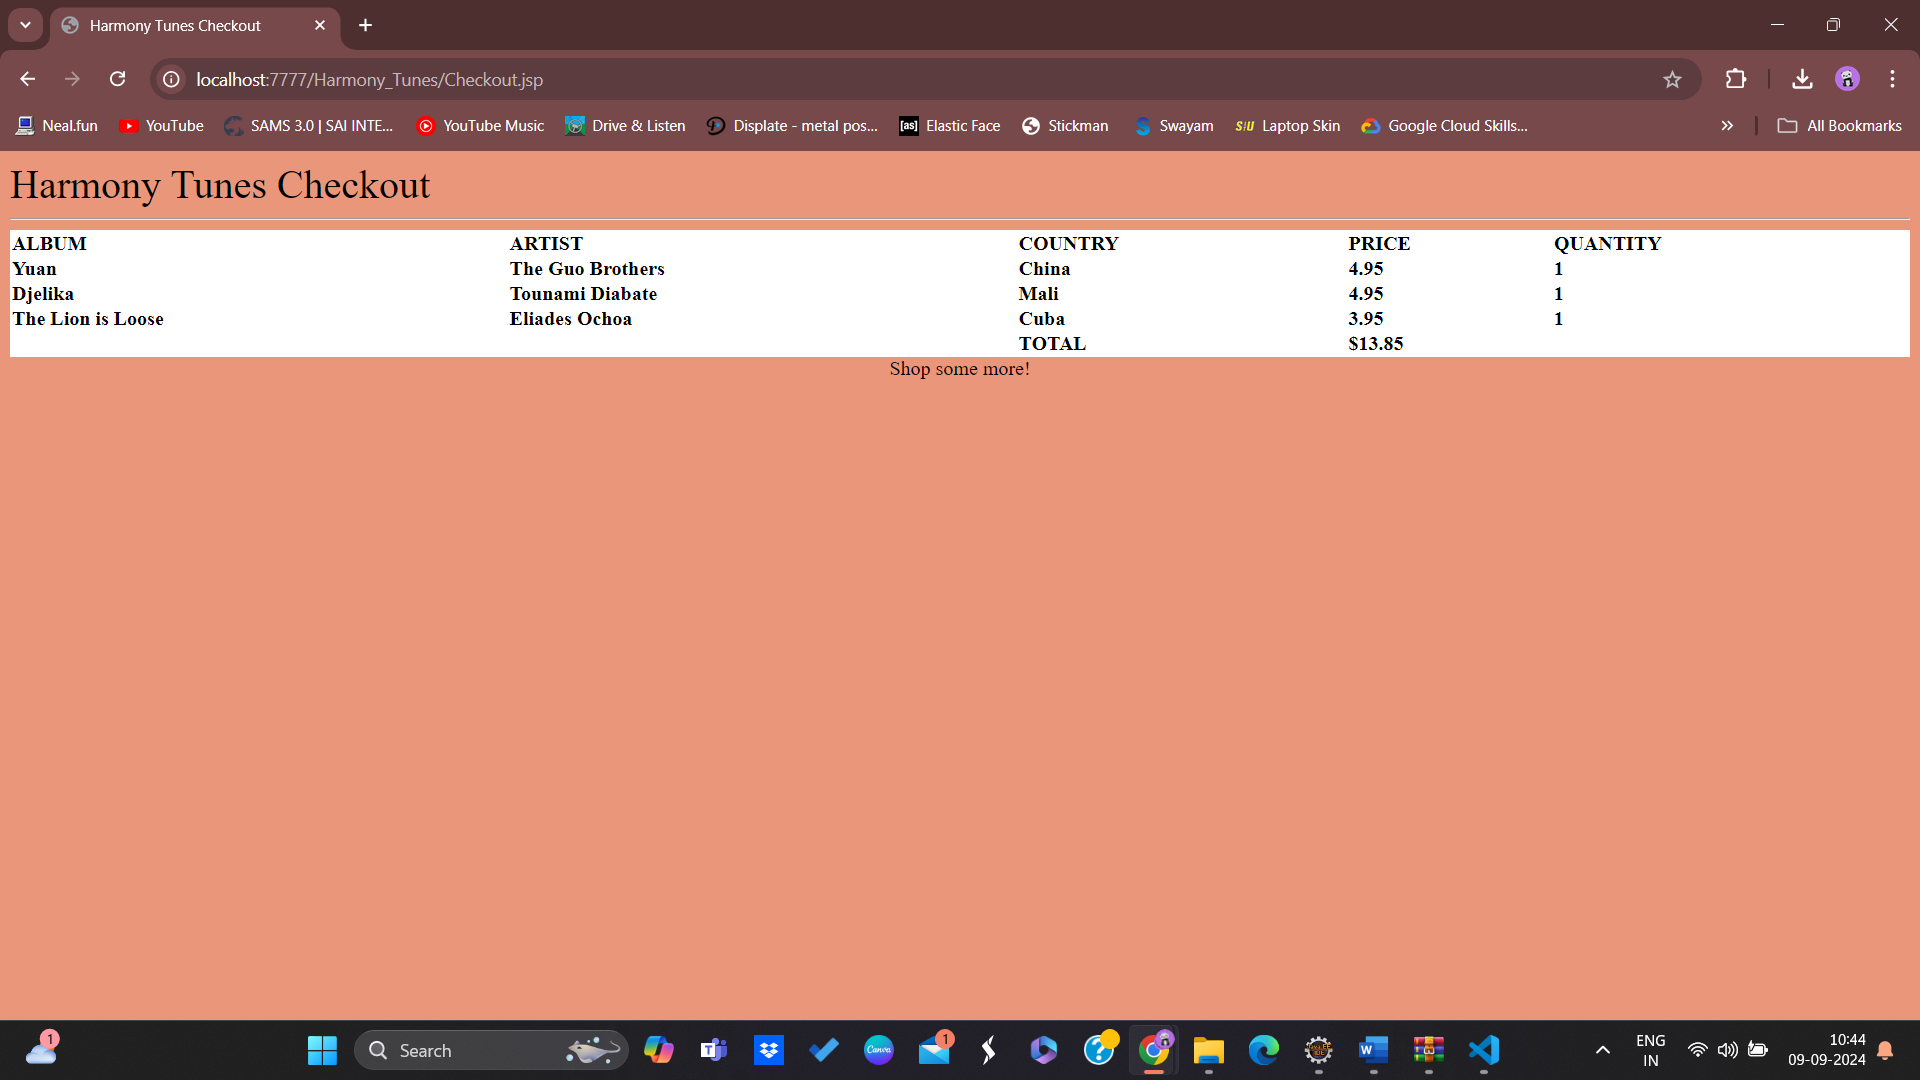 Harmony Tunes Checkout
localhost:7777/Harmony_Tunes/Checkout.jsp
Neal.fun YouTube SAMS 3.0 | SAI INTE... YouTube Music Drive & Listen Displate - metal pos... [as] Elastic Face Stickman Swayam S/U Laptop Skin Google Cloud Skills... All Bookmarks
Harmony Tunes Checkout
ALBUM ARTIST COUNTRY PRICE QUANTITY
Yuan The Guo Brothers China 4.95 1
Djelika Tounami Diabate Mali 4.95 1
The Lion is Loose Eliades Ochoa Cuba 3.95 1
TOTAL $13.85
Shop some more!
1 Search Canva 1 ENG 10:44
IN 09-09-2024